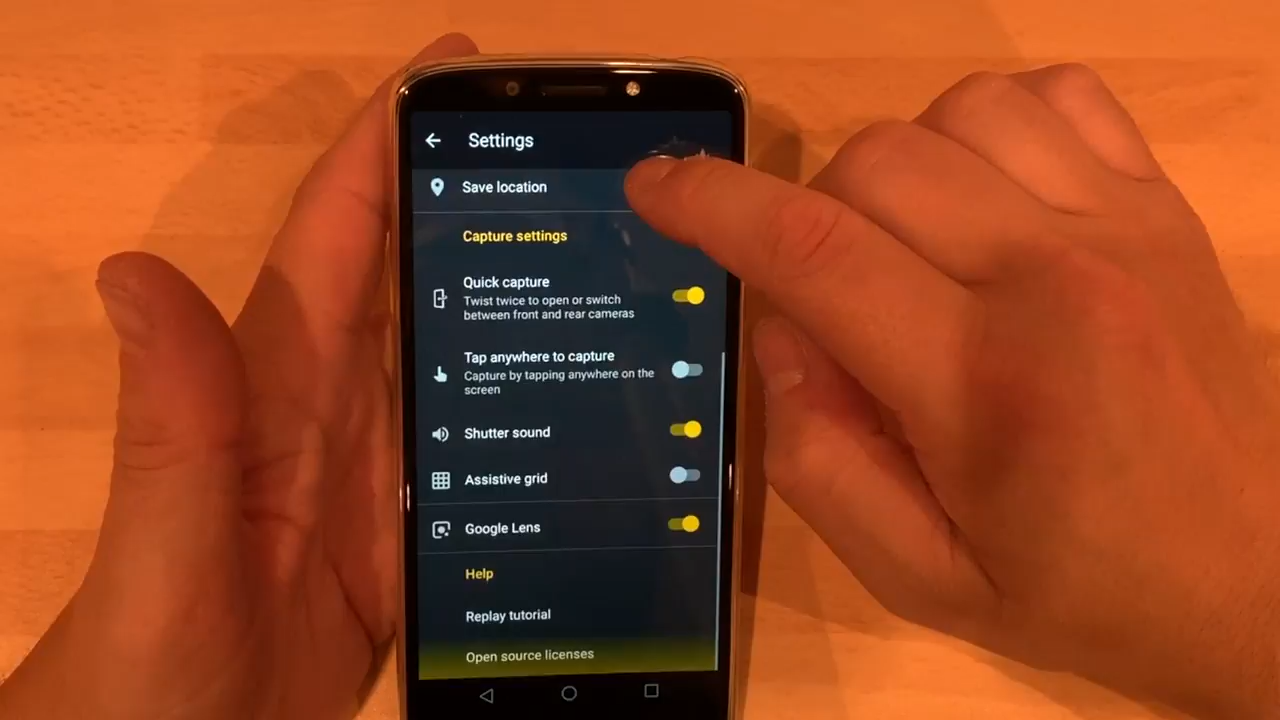 Settings
Save location
Capture settings
Quick capture
Twist twice to open or switch
between front and rear cameras
Tap anywhere to capture
Capture by tapping anywhere on the
screen
Shutter sound
Assistive grid
Google Lens
Help
Replay tutorial
Open source licenses